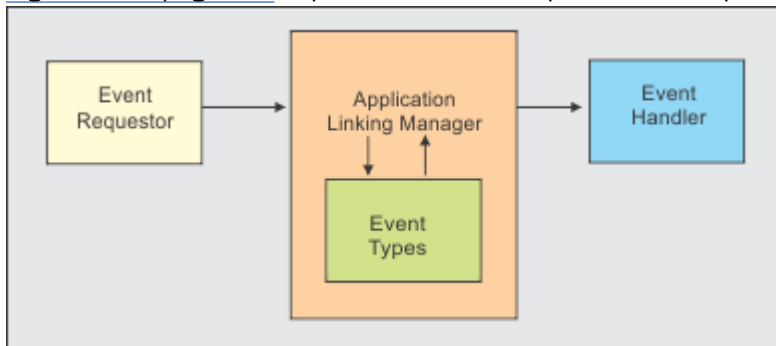 Event
Requestor
Application
Linking Manager
Event
Types
Event
Handler